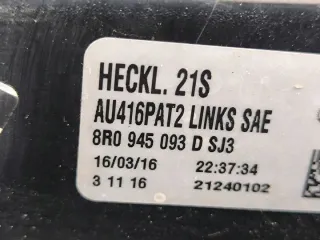 HECKL. 21S
AU416PAT2 LINKS SAE
8R0 945 093 D SJ3
16/03/16 22:37:34
3 11 16 21240102